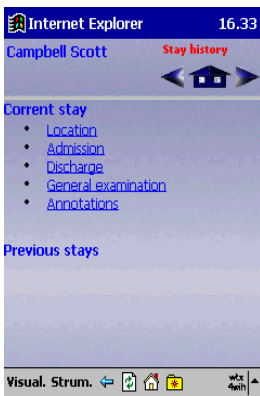 Internet Explorer 16.33
Campbell Scott Stay history
Corrent stay
• Location
• Admission
• Discharge
• General examination
• Annotations
Previous stays
Visual. Strum.